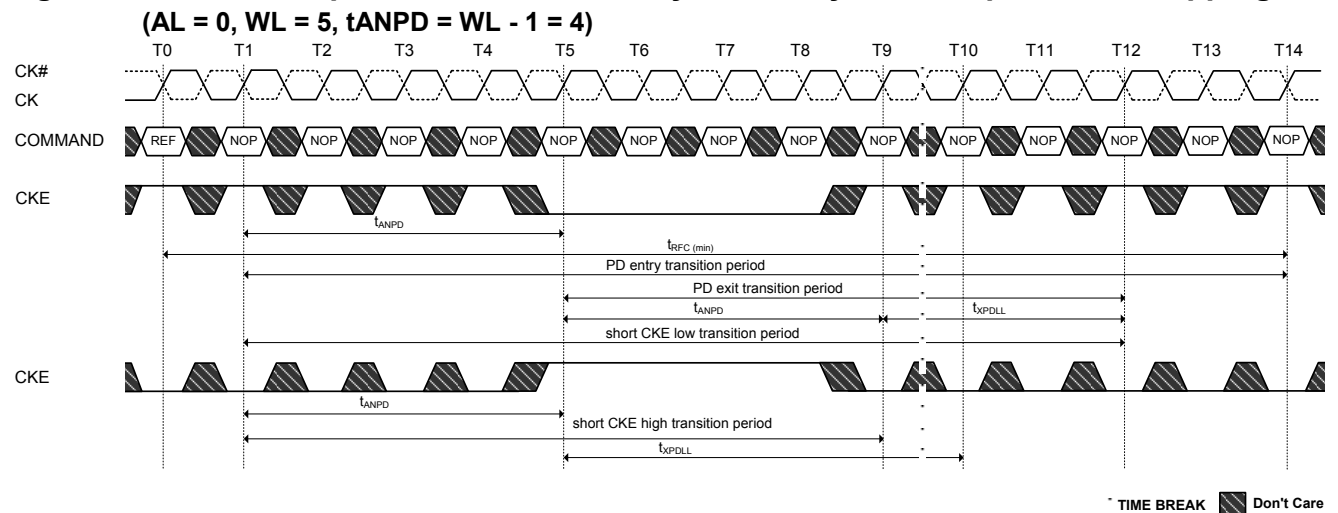 (AL = 0, WL = 5, tANPD = WL - 1 = 4)
T0 T1 T2 T3 T4 T5 T6 T7 T8 T9 T10 T11 T12 T13 T14
CK#
CK
COMMAND REF NOP NOP NOP NOP NOP NOP NOP NOP NOP NOP NOP NOP NOP NOP
CKE
tANPD
tRFC (min)
PD entry transition period
PD exit transition period
tANPD tXPDLL
short CKE low transition period
CKE
tANPD
short CKE high transition period
tXPDLL
TIME BREAK Don't Care